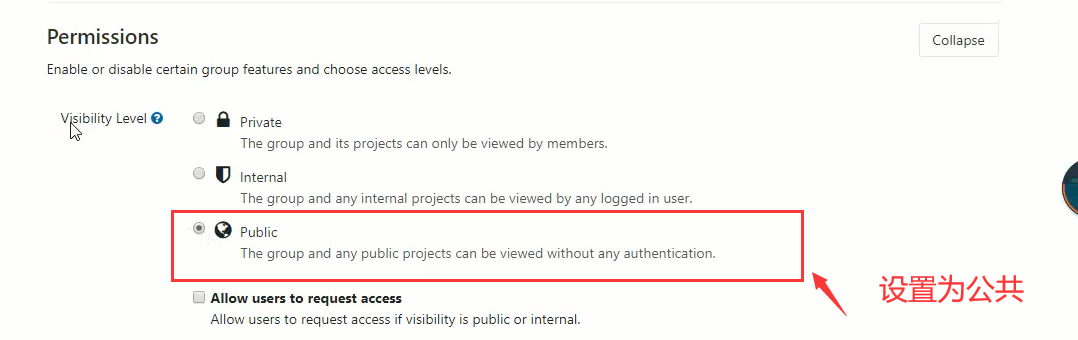 Permissions
Collapse
Enable or disable certain group features and choose access levels.
Visibility Level
Private
The group and its projects can only be viewed by members.
Internal
The group and any internal projects can be viewed by any logged in user.
Public
The group and any public projects can be viewed without any authentication.
设置为公共
Allow users to request access
Allow users to request access if visibility is public or internal.